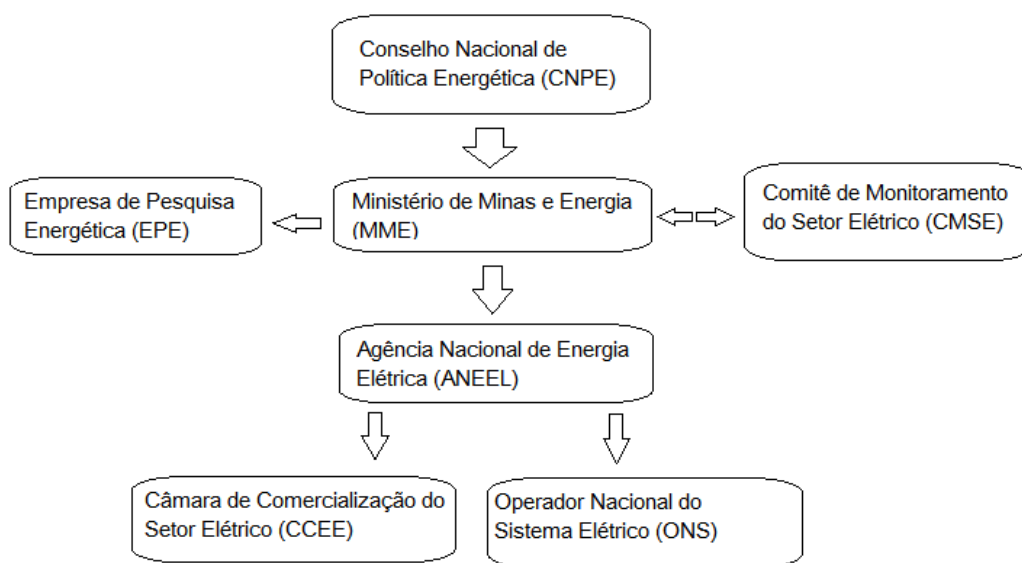 Conselho Nacional de
Política Energética (CNPE)
Empresa de Pesquisa
Energética (EPE)
Ministério de Minas e Energia
(MME)
Comitê de Monitoramento
do Setor Elétrico (CMSE)
Agência Nacional de Energia
Elétrica (ANEEL)
Câmara de Comercialização do
Setor Elétrico (CCEE)
Operador Nacional do
Sistema Elétrico (ONS)